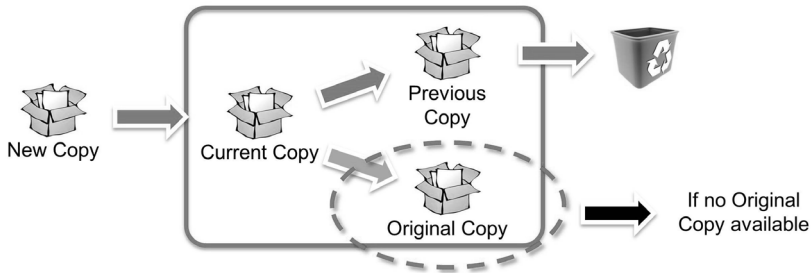 New Copy
Current Copy
Previous
Copy
Original Copy
If no Original
Copy available